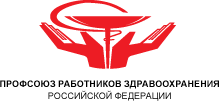 ПРОФСОЮЗ РАБОТНИКОВ ЗДРАВООХРАНЕНИЯ
РОССИЙСКОЙ ФЕДЕРАЦИИ